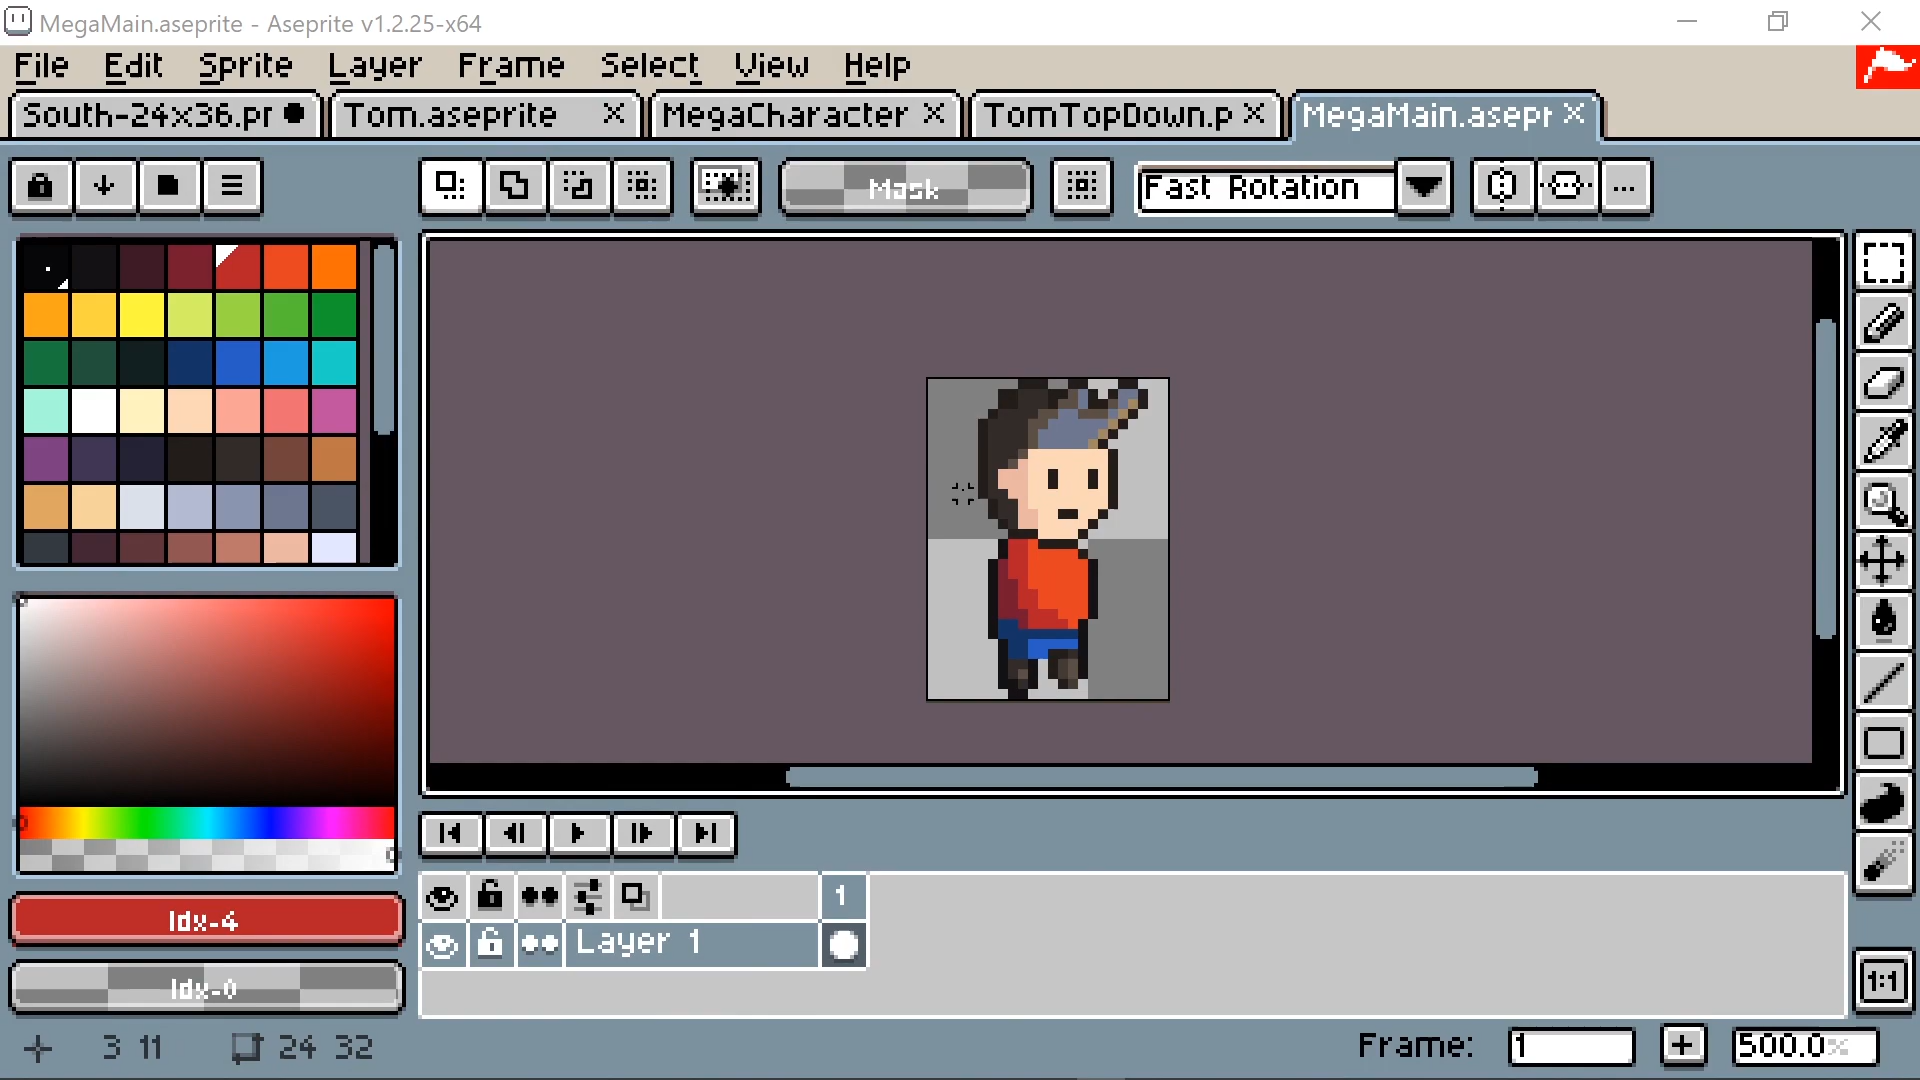 MegaMain.aseprite - Aseprite v1.2.25-x64
File Edit Sprite Layer Frame Select View Help
South-24x36.pr Tom.aseprite MegaCharacter TomTopDown.p MegaMain.asepr
Mask Fast Rotation ...
Idx-4
Idx-0
1
Layer 1
1:1
3 11 24 32 Frame: 1 + 500.0%